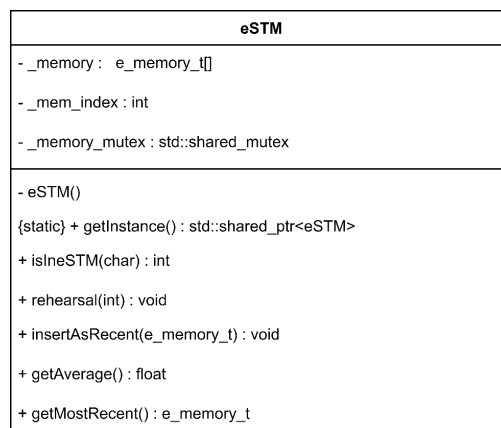 eSTM
- _memory : e_memory_t[]
- _mem_index : int
- _memory_mutex : std::shared_mutex
- eSTM()
{static} + getInstance() : std::shared_ptr<eSTM>
+ isIneSTM(char) : int
+ rehearsal(int) : void
+ insertAsRecent(e_memory_t) : void
+ getAverage() : float
+ getMostRecent() : e_memory_t